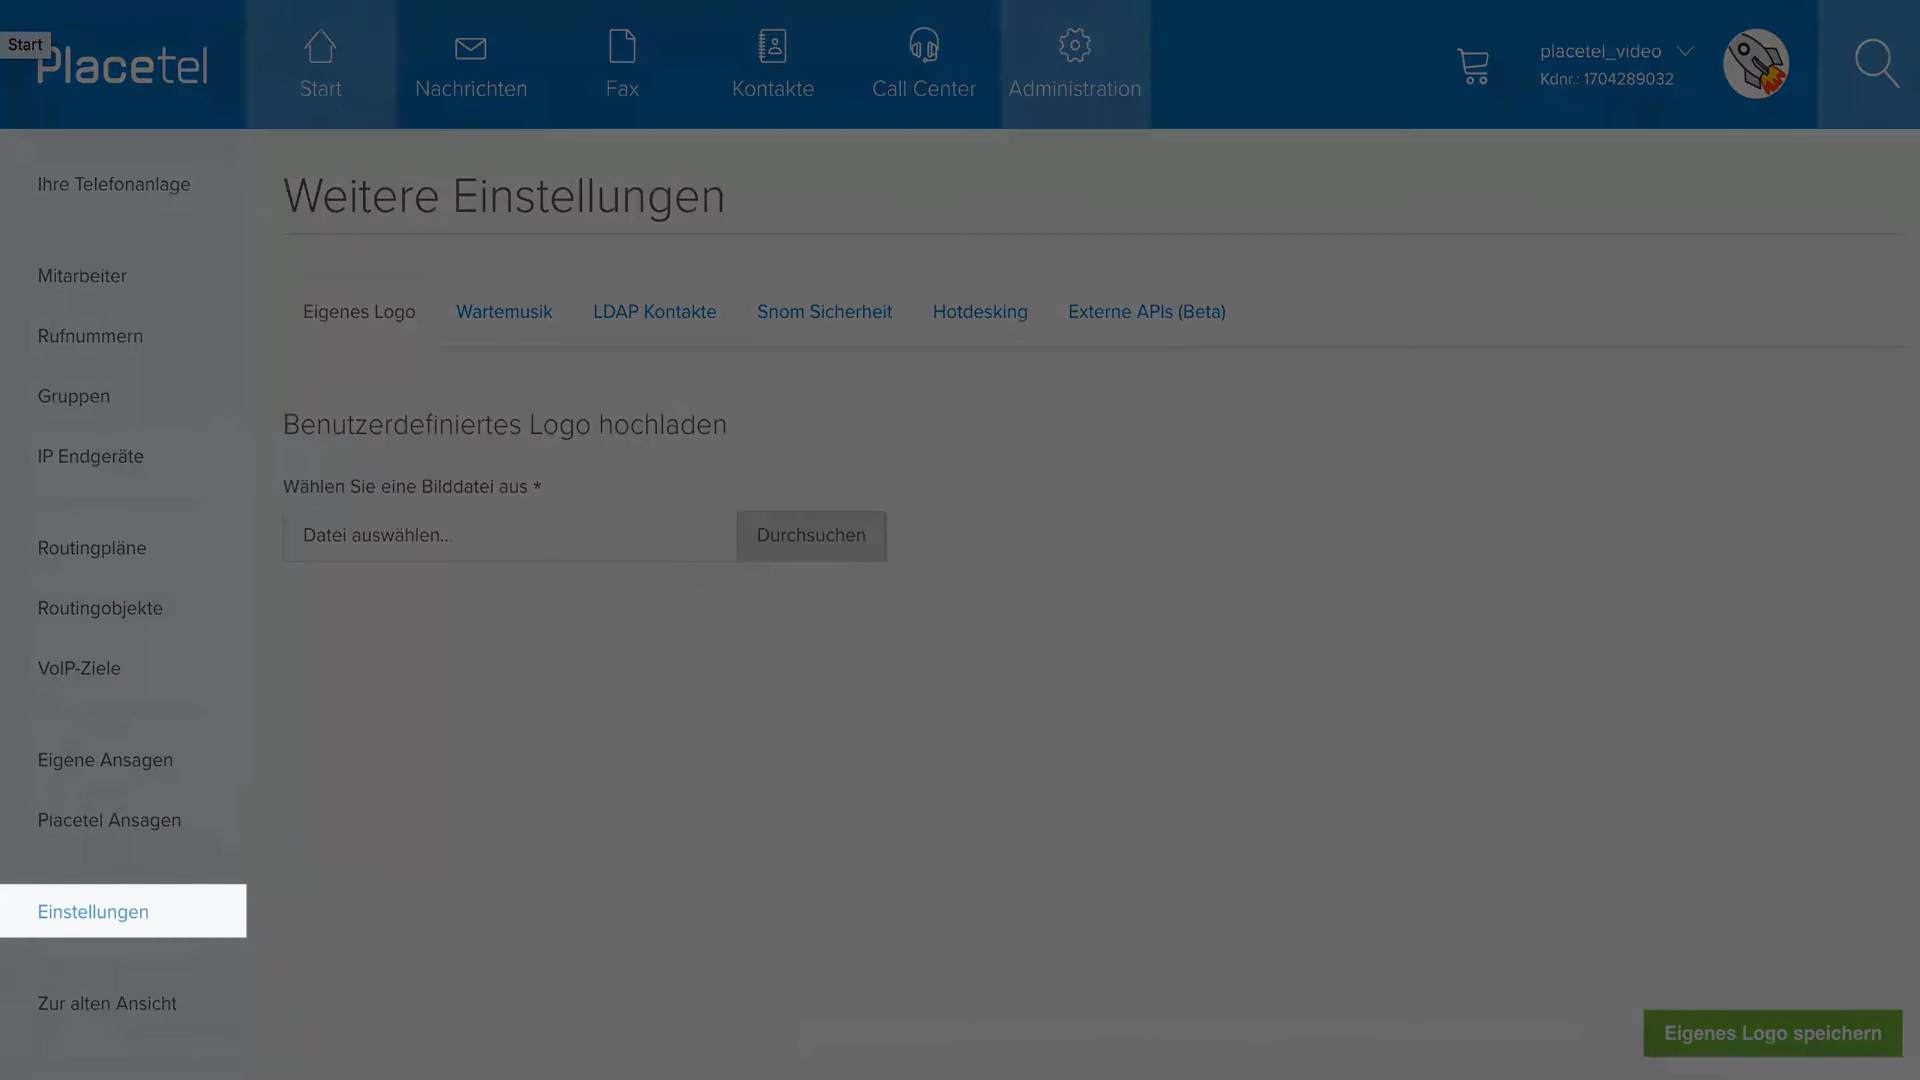 Start
Placetel
Start
Nachrichten
Fax
Kontakte
Call Center
Administration
placetel_video
Kdnr.: 1704289032
Ihre Telefonanlage
Mitarbeiter
Rufnummern
Gruppen
IP Endgeräte
Routingpläne
Routingobjekte
VoIP-Ziele
Eigene Ansagen
Placetel Ansagen
Einstellungen
Zur alten Ansicht
Weitere Einstellungen
Eigenes Logo
Wartemusik
LDAP Kontakte
Snom Sicherheit
Hotdesking
Externe APIs (Beta)
Benutzerdefiniertes Logo hochladen
Wählen Sie eine Bilddatei aus *
Datei auswählen..
Durchsuchen
Eigenes Logo speichern